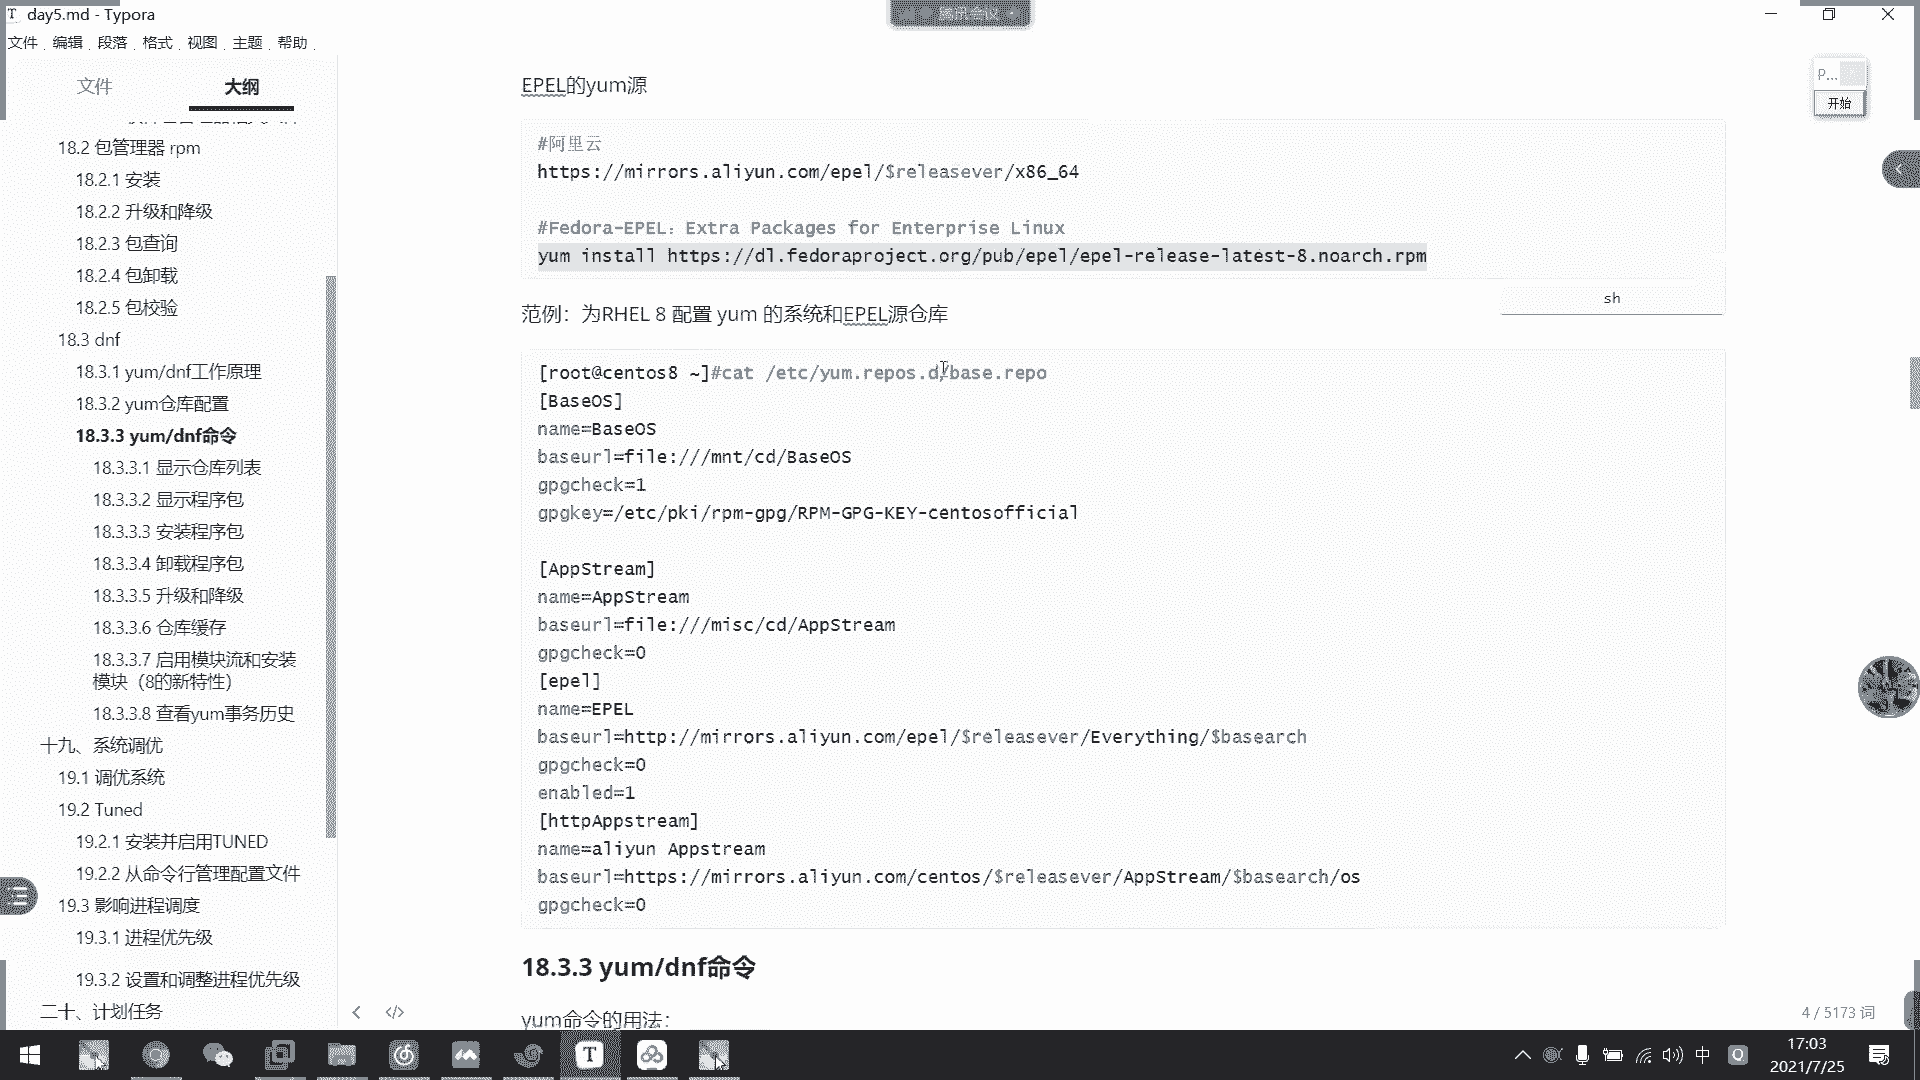 day5.md - Typora
腾讯会议
文件 编辑 段落 格式 视图 主题 帮助
文件
大纲
18.2 包管理器 rpm
18.2.1 安装
18.2.2 升级和降级
18.2.3 包查询
18.2.4 包卸载
18.2.5 包校验
18.3 dnf
18.3.1 yum/dnf工作原理
18.3.2 yum仓库配置
18.3.3 yum/dnf命令
18.3.3.1 显示仓库列表
18.3.3.2 显示程序包
18.3.3.3 安装程序包
18.3.3.4 卸载程序包
18.3.3.5 升级和降级
18.3.3.6 仓库缓存
18.3.3.7 启用模块流和安装
模块（8的新特性）
18.3.3.8 查看yum事务历史
十九、系统调优
19.1 调优系统
19.2 Tuned
19.2.1 安装并启用TUNED
19.2.2 从命令行管理配置文件
19.3 影响进程调度
19.3.1 进程优先级
19.3.2 设置和调整进程优先级
二十、计划任务
EPEL的yum源
#阿里云
https://mirrors.aliyun.com/epel/$releasever/x86_64
#Fedora-EPEL：Extra Packages for Enterprise Linux
yum install https://dl.fedoraproject.org/pub/epel/epel-release-latest-8.noarch.rpm
sh
范例：为RHEL 8 配置 yum 的系统和EPEL源仓库
[root@centos8 ~]#cat /etc/yum.repos.d/base.repo
[BaseOS]
name=BaseOS
baseurl=file:///mnt/cd/BaseOS
gpgcheck=1
gpgkey=/etc/pki/rpm-gpg/RPM-GPG-KEY-centosofficial
[AppStream]
name=AppStream
baseurl=file:///misc/cd/AppStream
gpgcheck=0
[epel]
name=EPEL
baseurl=http://mirrors.aliyun.com/epel/$releasever/Everything/$basearch
gpgcheck=0
enabled=1
[httpAppstream]
name=aliyun Appstream
baseurl=https://mirrors.aliyun.com/centos/$releasever/AppStream/$basearch/os
gpgcheck=0
18.3.3 yum/dnf命令
yum命令的用法：
P...
开始
4 / 5173 词
中
17:03
2021/7/25